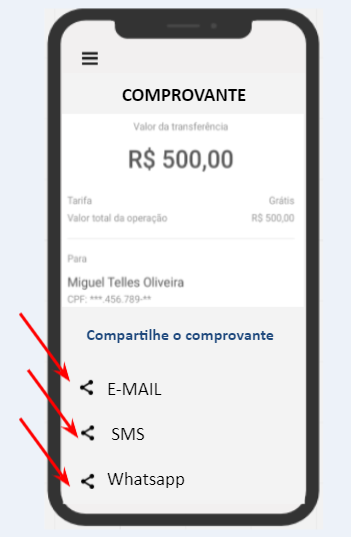 COMPROVANTE
Valor da transferência
R$ 500,00
Tarifa Grátis
Valor total da operação R$ 500,00
Para
Miguel Telles Oliveira
CPF: ***.456.789-**
Compartilhe o comprovante
E-MAIL
SMS
Whatsapp